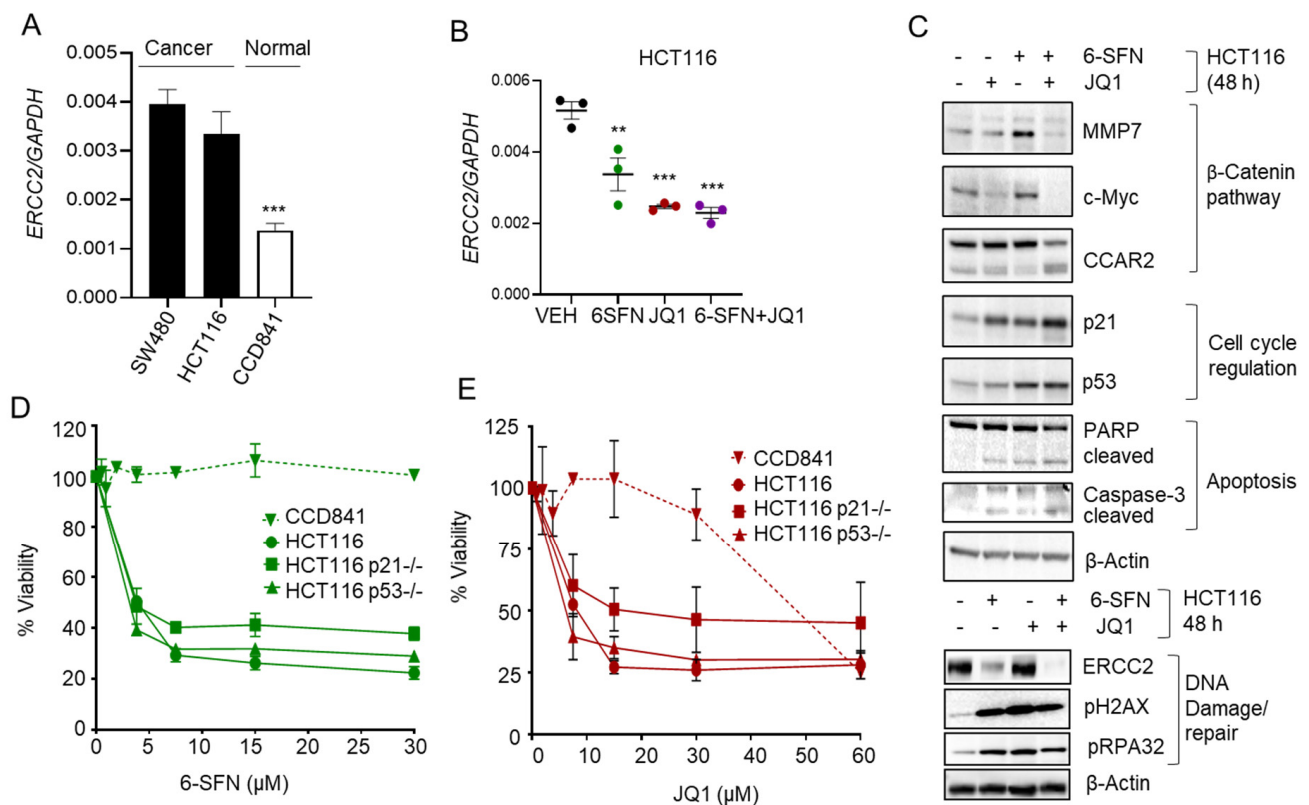 A
Cancer Normal
0.005
0.004
0.003
0.002
0.001
0.000
ERCC2/GAPDH
***
SW480
HCT116
CCD841
B
HCT116
0.006
0.004
0.002
0.000
ERCC2/GAPDH
**
***
***
VEH 6SFN JQ1 6-SFN+JQ1
C
- - + + 6-SFN
- + - + JQ1
HCT116
(48 h)
MMP7
c-Myc
CCAR2
β-Catenin
pathway
p21
p53
Cell cycle
regulation
PARP
cleaved
Caspase-3
cleaved
Apoptosis
β-Actin
- + - + 6-SFN
- - + + JQ1
HCT116
48 h
ERCC2
pH2AX
pRPA32
DNA
Damage/
repair
β-Actin
D
120
100
80
60
40
20
0
% Viability
CCD841
HCT116
HCT116 p21-/-
HCT116 p53-/-
0 5 10 15 20 25 30
6-SFN (µM)
E
125
100
75
50
25
0
% Viability
CCD841
HCT116
HCT116 p21-/-
HCT116 p53-/-
0 10 20 30 40 50 60
JQ1 (µM)